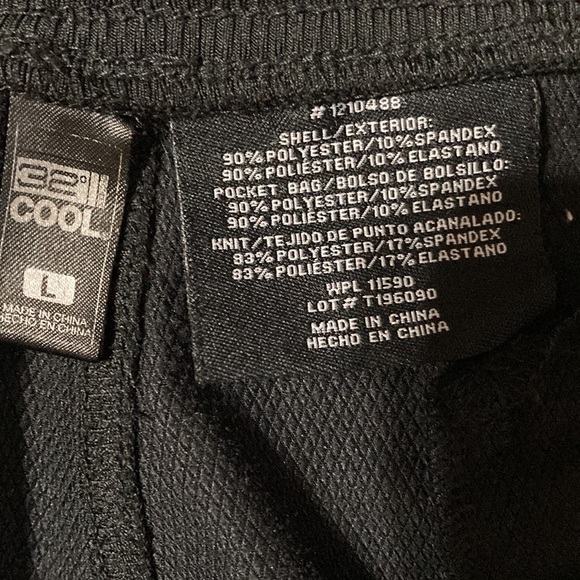 32°
COOL.
L
MADE IN CHINA
HECHO EN CHINA
# 1210488
SHELL/EXTERIOR:
90% POLYESTER/10% SPANDEX
90% POLIÉSTER/10% ELASTANO
POCKET BAG/BOLSO DE BOLSILLO:
90% POLYESTER/10% SPANDEX
90% POLIÉSTER/10% ELASTANO
KNIT/TEJIDO DE PUNTO ACANALADO:
83% POLYESTER/17% SPANDEX
83% POLIÉSTER/17% ELASTANO
WPL 11590
LOT# T196090
MADE IN CHINA
HECHO EN CHINA